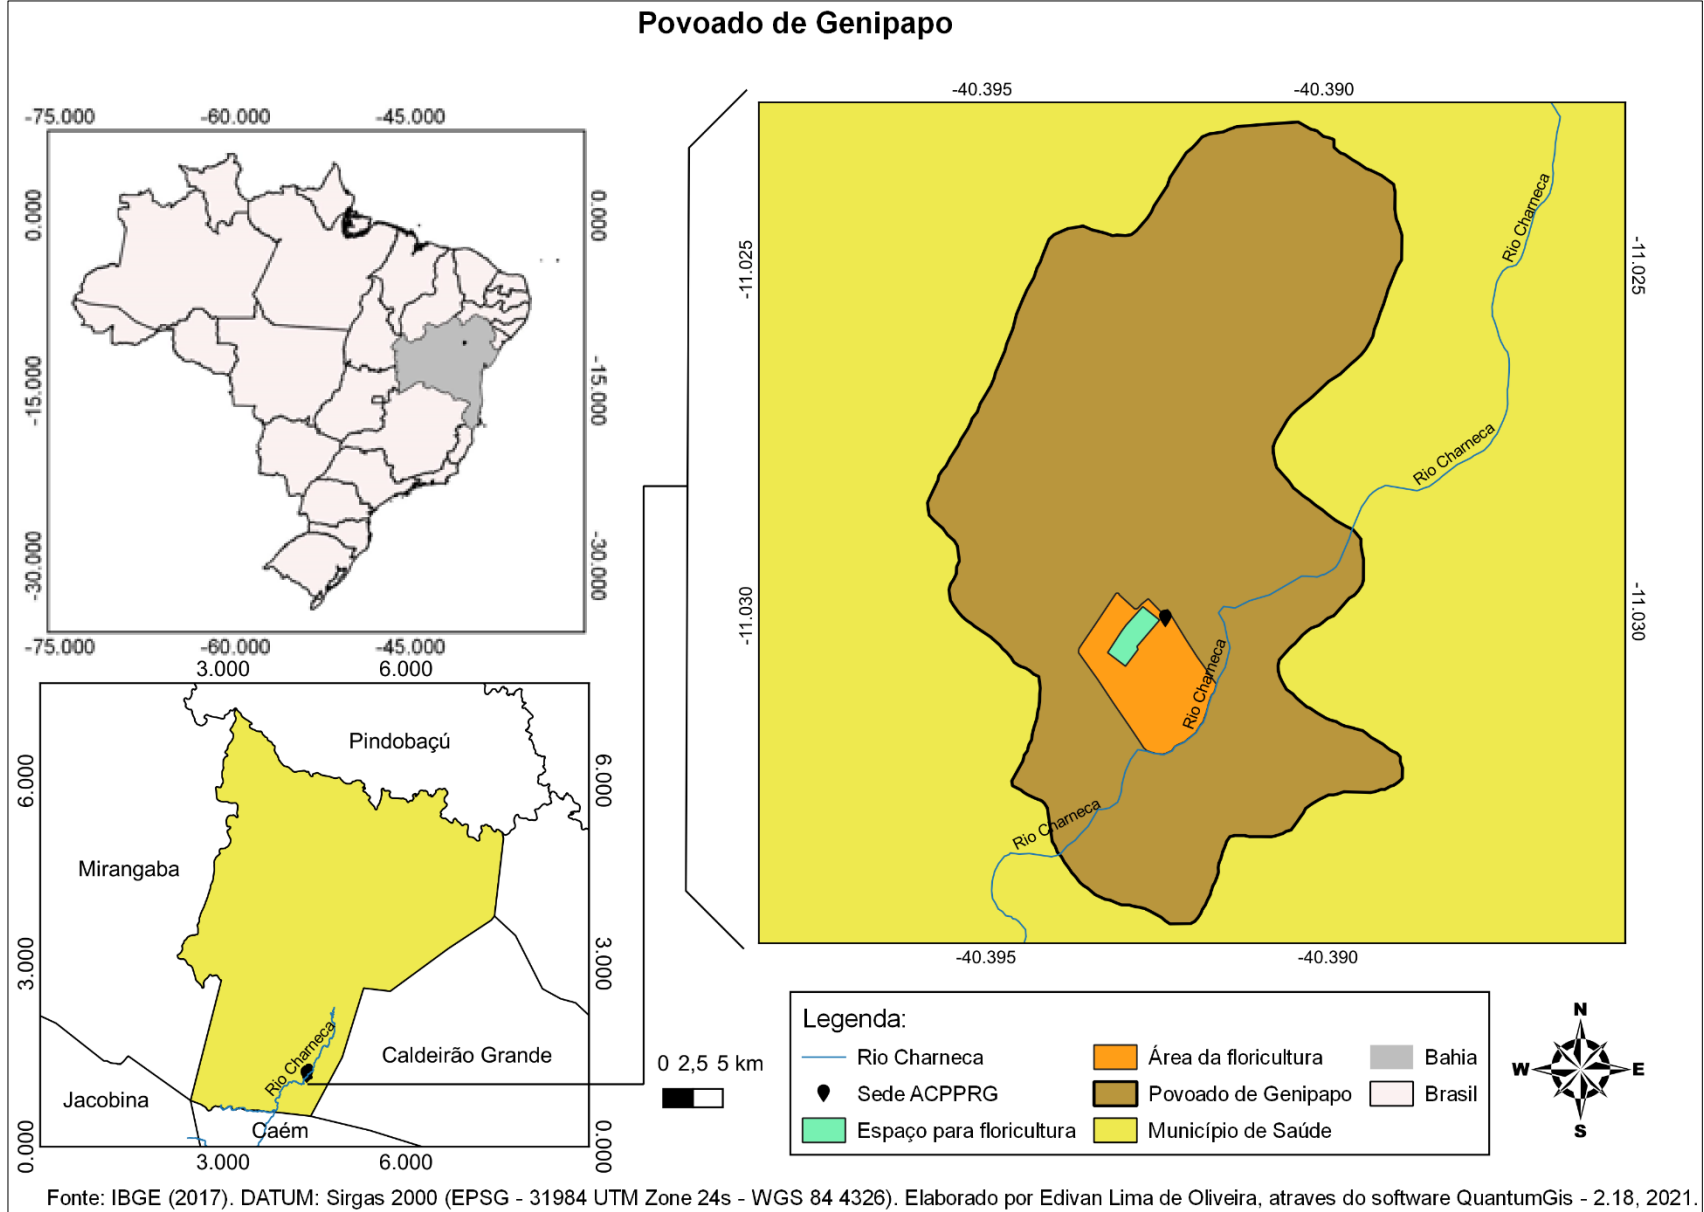 Povoado de Genipapo
-75.000 -60.000 -45.000
0.000
-15.000
-30.000
0.000
-15.000
-30.000
-75.000 -60.000 -45.000
3.000 6.000
6.000
3.000
0.000
6.000
3.000
0.000
Pindobaçú
Mirangaba
Rio Charneca
Caldeirão Grande
Jacobina
Caém
3.000 6.000
0 2,5 5 km
-40.395 -40.390
-11.025
-11.030
-11.025
-11.030
Rio Charneca
Rio Charneca
Rio Charneca
Rio Charneca
-40.395 -40.390
Legenda:
Rio Charneca
Sede ACPPRG
Espaço para floricultura
Área da floricultura
Povoado de Genipapo
Município de Saúde
Bahia
Brasil
N
W E
S
Fonte: IBGE (2017). DATUM: Sirgas 2000 (EPSG - 31984 UTM Zone 24s - WGS 84 4326). Elaborado por Edivan Lima de Oliveira, atraves do software QuantumGis - 2.18, 2021.